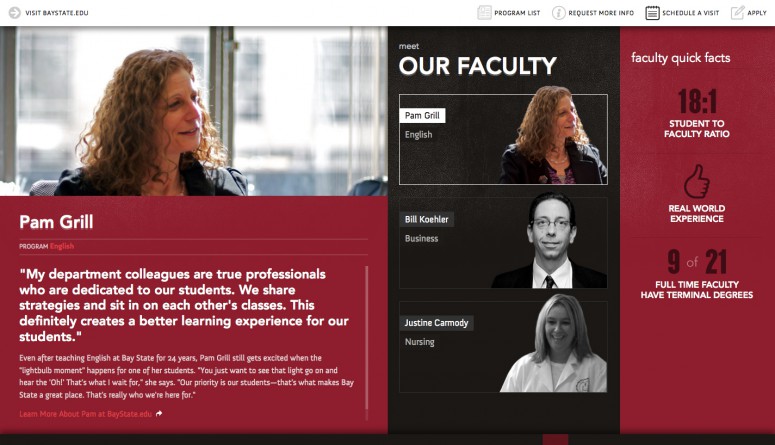 VISIT BAYSTATE.EDU
PROGRAM LIST
REQUEST MORE INFO
SCHEDULE A VISIT
APPLY
Pam Grill
PROGRAM English
"My department colleagues are true professionals
who are dedicated to our students. We share
strategies and sit in on each other's classes. This
definitely creates a better learning experience for our
students."
Even after teaching English at Bay State for 24 years, Pam Grill still gets excited when the
"lightbulb moment" happens for one of her students. "You just want to see that light go on and
hear the 'Oh!' That's what I wait for," she says. "Our priority is our students—that's what makes Bay
State a great place. That's really who we're here for."
Learn More About Pam at BayState.edu
meet
OUR FACULTY
Pam Grill
English
Bill Koehler
Business
Justine Carmody
Nursing
faculty quick facts
18:1
STUDENT TO
FACULTY RATIO
REAL WORLD
EXPERIENCE
9 of 21
FULL TIME FACULTY
HAVE TERMINAL DEGREES